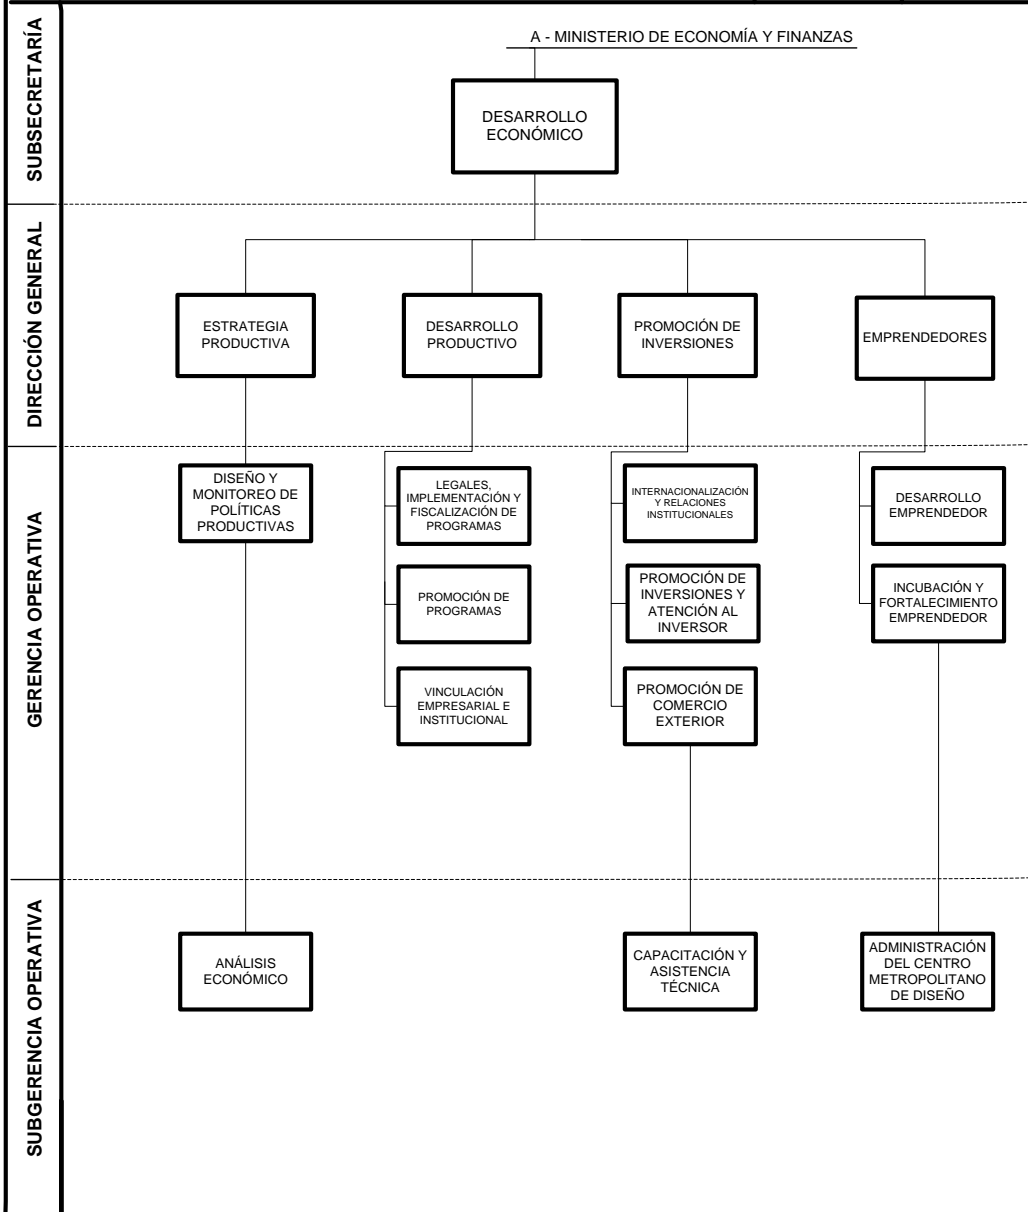 SUBSECRETARÍA
A - MINISTERIO DE ECONOMÍA Y FINANZAS
DESARROLLO
ECONÓMICO
DIRECCIÓN GENERAL
ESTRATEGIA
PRODUCTIVA
DESARROLLO
PRODUCTIVO
PROMOCIÓN DE
INVERSIONES
EMPRENDEDORES
GERENCIA OPERATIVA
DISEÑO Y
MONITOREO DE
POLÍTICAS
PRODUCTIVAS
LEGALES,
IMPLEMENTACIÓN Y
FISCALIZACIÓN DE
PROGRAMAS
INTERNACIONALIZACIÓN
Y RELACIONES
INSTITUCIONALES
DESARROLLO
EMPRENDEDOR
PROMOCIÓN DE
PROGRAMAS
PROMOCIÓN DE
INVERSIONES Y
ATENCIÓN AL
INVERSOR
INCUBACIÓN Y
FORTALECIMIENTO
EMPRENDEDOR
VINCULACIÓN
EMPRESARIAL E
INSTITUCIONAL
PROMOCIÓN DE
COMERCIO
EXTERIOR
SUBGERENCIA OPERATIVA
ANÁLISIS
ECONÓMICO
CAPACITACIÓN Y
ASISTENCIA
TÉCNICA
ADMINISTRACIÓN
DEL CENTRO
METROPOLITANO
DE DISEÑO